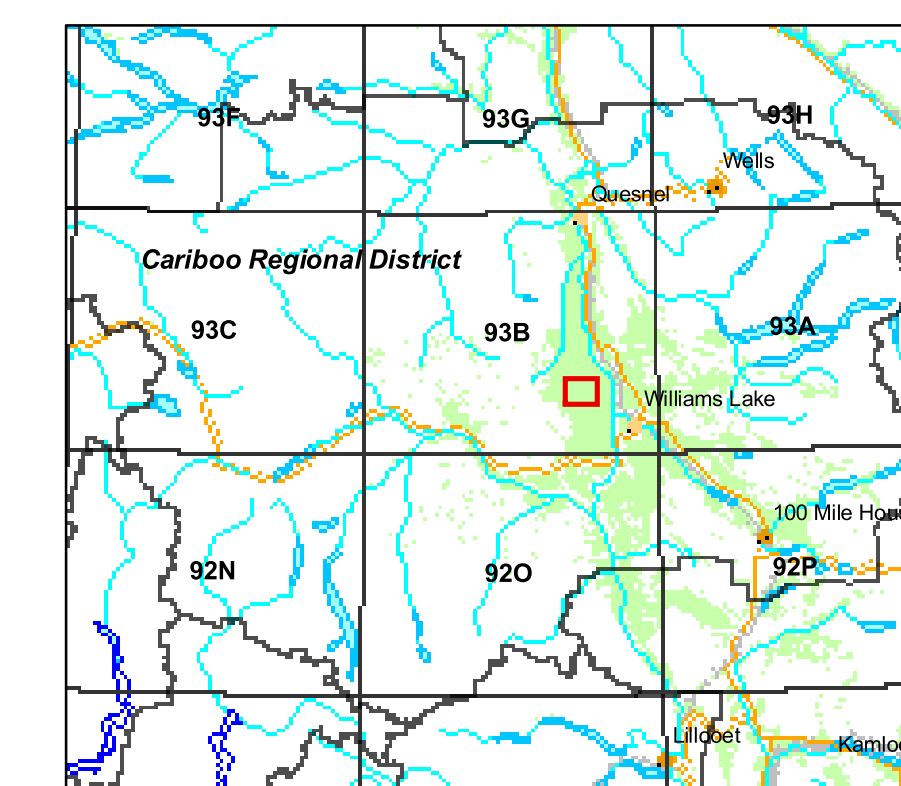 93F
93G
93H
Wells
Quesnel
Cariboo Regional District
93C
93B
93A
Williams Lake
100 Mile Hou
92N
92O
92P
Lillooet
Kamloo